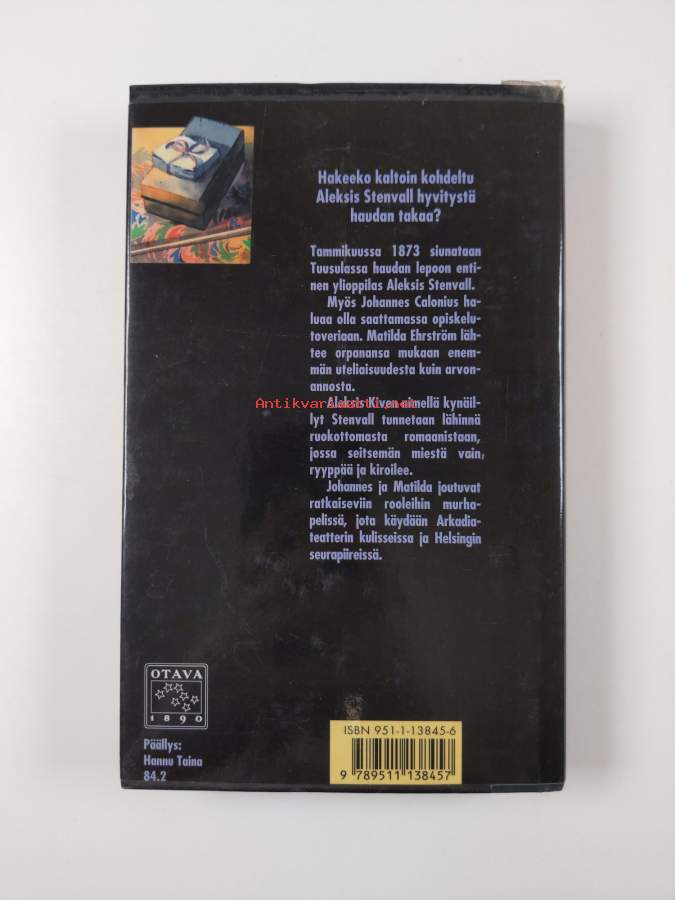 Hakeeko kaltoin kohdeltu
Aleksis Stenvall hyvitystä
haudan takaa?
Tammikuussa 1873 siunataan
Tuusulassa haudan lepoon enti-
nen ylioppilas Aleksis Stenvall.
Myös Johannes Calonius ha-
luaa olla saattamassa opiskelu-
toveriaan. Matilda Ehrström läh-
tee orpanansa mukaan enem-
män uteliaisuudesta kuin arvon-
annosta.
Antikvariaatti.net
Aleksis Kiven nimellä kynäil-
lyt Stenvall tunnetaan lähinnä
ruokottomasta romaanistaan,
jossa seitsemän miestä vain
ryyppää ja kiroilee.
Johannes ja Matilda joutuvat
ratkaiseviin rooleihin murha-
pelissä, jota käydään Arkadia-
teatterin kulisseissa ja Helsingin
seurapiireissä.
OTAVA
1890
Päällys:
Hannu Taina
84.2
ISBN 951-1-13845-6
9 789511 138457